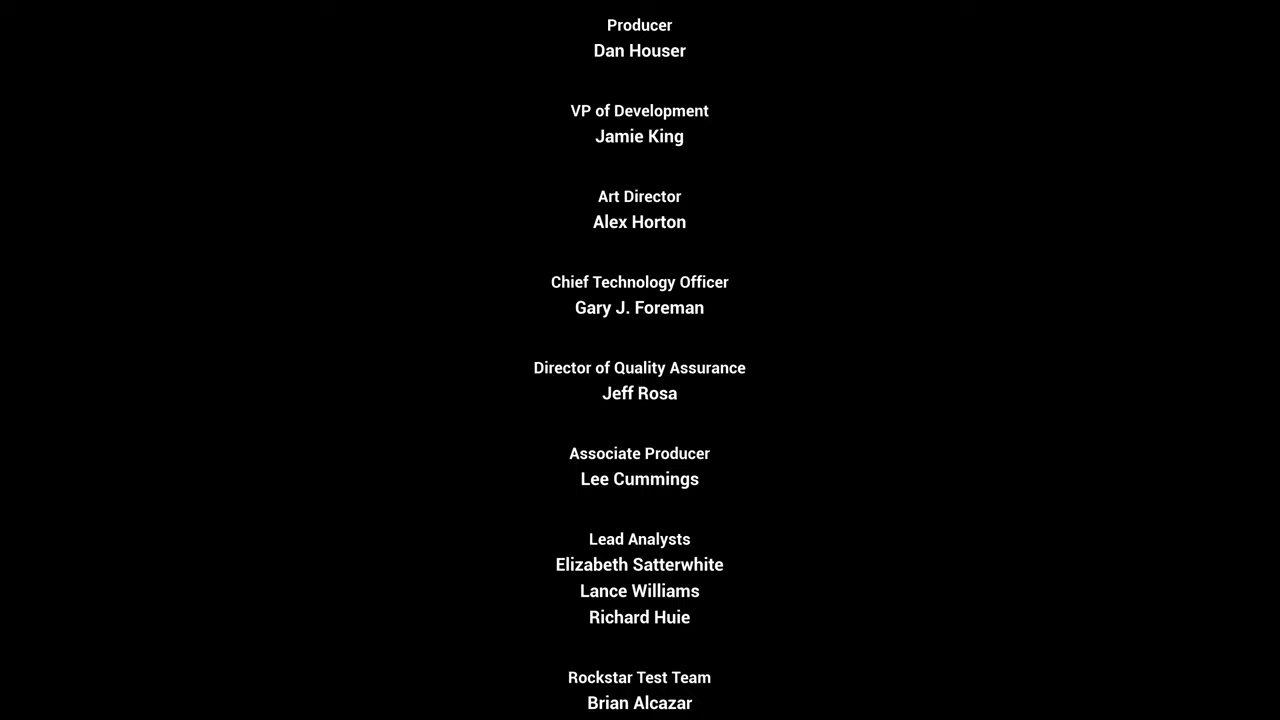 Producer
Dan Houser
VP of Development
Jamie King
Art Director
Alex Horton
Chief Technology Officer
Gary J. Foreman
Director of Quality Assurance
Jeff Rosa
Associate Producer
Lee Cummings
Lead Analysts
Elizabeth Satterwhite
Lance Williams
Richard Huie
Rockstar Test Team
Brian Alcazar